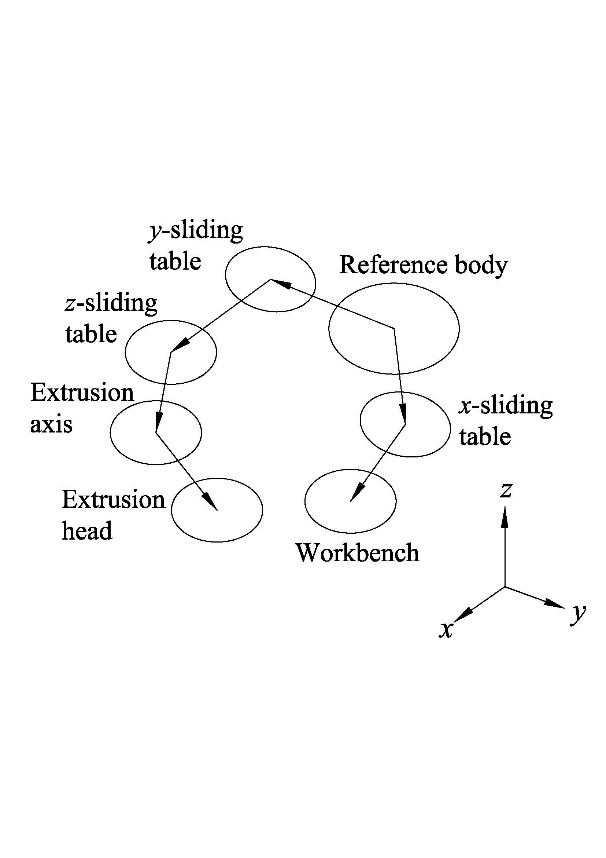 y-sliding
table
Reference body
z-sliding
table
Extrusion
axis
x-sliding
table
Extrusion
head
Workbench
z
x
y